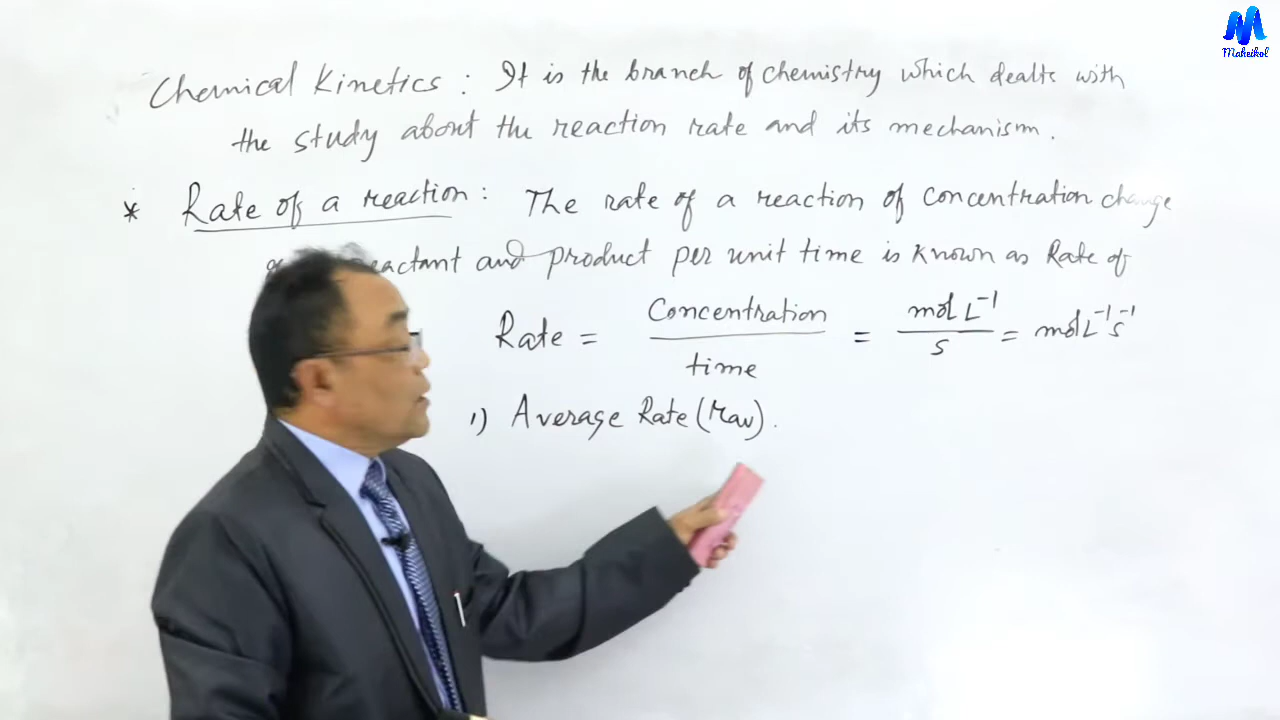 Makeikol
Chemical Kinetics : It is the branch of chemistry which dealts with
the study about the reaction rate and its mechanism.
* Rate of a reaction : The rate of a reaction of concentration change
reactant and product per unit time is known as Rate of
Rate = Concentration / time = mol L⁻¹ / s = mol L⁻¹ s⁻¹
1) Average Rate (rav).